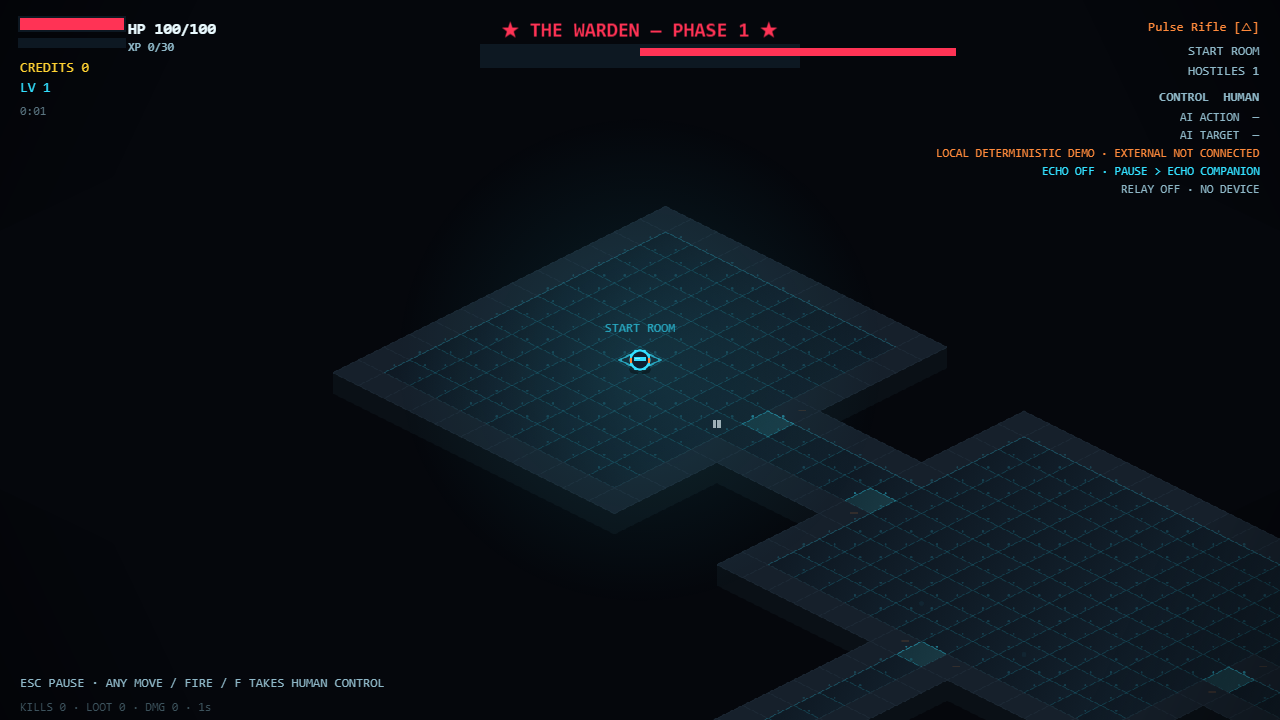 HP 100/100
XP 0/30
CREDITS 0
LV 1
0:01
★ THE WARDEN — PHASE 1 ★
Pulse Rifle [△]
START ROOM
HOSTILES 1
CONTROL HUMAN
AI ACTION —
AI TARGET —
LOCAL DETERMINISTIC DEMO · EXTERNAL NOT CONNECTED
ECHO OFF · PAUSE > ECHO COMPANION
RELAY OFF · NO DEVICE
START ROOM
ESC PAUSE · ANY MOVE / FIRE / F TAKES HUMAN CONTROL
KILLS 0 · LOOT 0 · DMG 0 · 1s